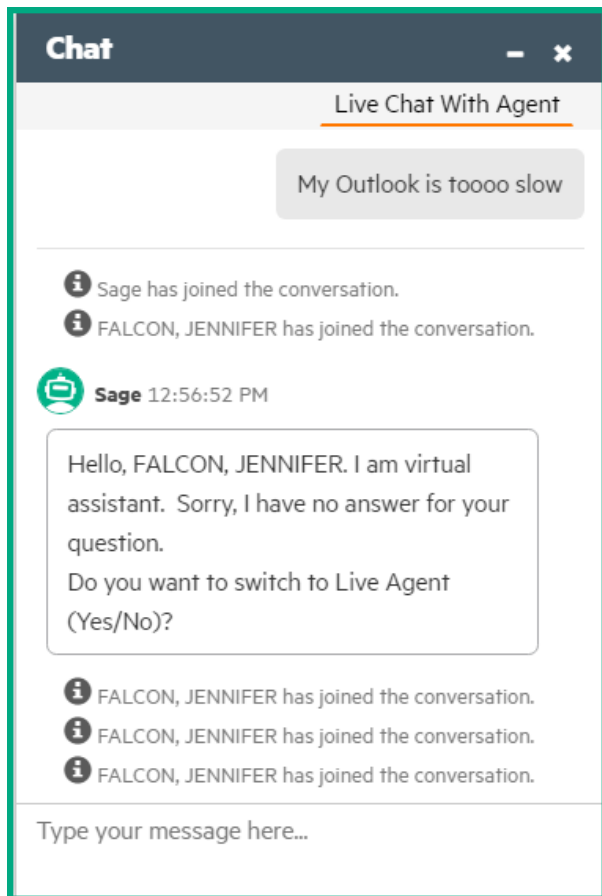 Chat
Live Chat With Agent
My Outlook is toooo slow
Sage has joined the conversation.
FALCON, JENNIFER has joined the conversation.
Sage 12:56:52 PM
Hello, FALCON, JENNIFER. I am virtual
assistant.  Sorry, I have no answer for your
question.
Do you want to switch to Live Agent
(Yes/No)?
FALCON, JENNIFER has joined the conversation.
FALCON, JENNIFER has joined the conversation.
FALCON, JENNIFER has joined the conversation.
Type your message here...